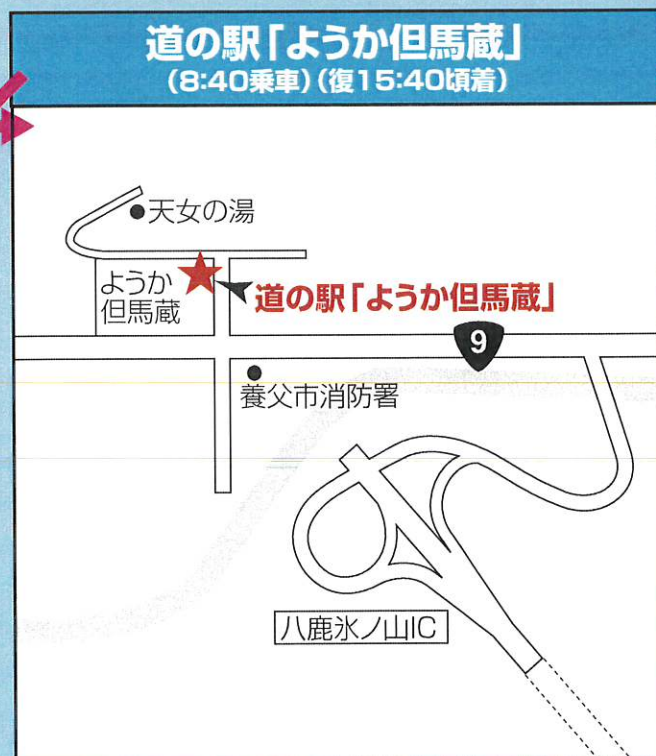 道の駅「ようか但馬蔵」
(8:40乗車)(復15:40頃着)
天女の湯
ようか
但馬蔵
道の駅「ようか但馬蔵」
9
養父市消防署
八鹿氷ノ山IC